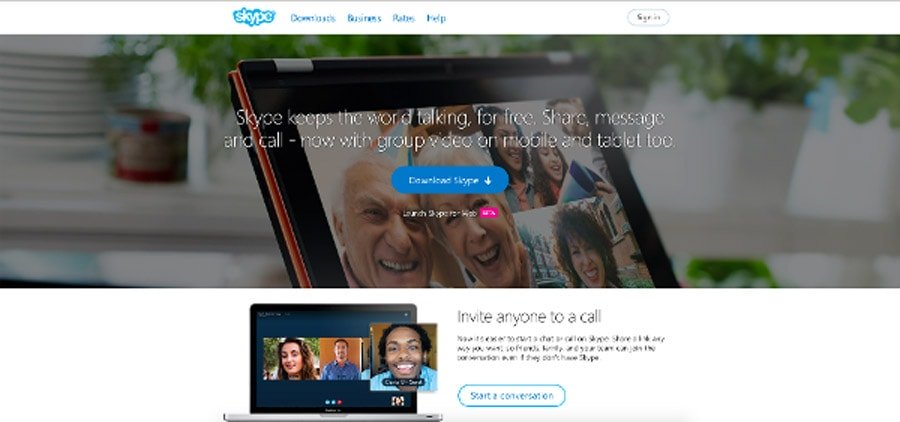 skype
Downloads Business Rates Help
Sign in
Skype keeps the world talking, for free. Share, message
and call - now with group video on mobile and tablet too.
Download Skype
Launch Skype for Web BETA
Invite anyone to a call
Now it's easier to start a chat or call on Skype. Share a link any
way you want, so friends, family, and your team can join the
conversation even if they don't have Skype.
Start a conversation